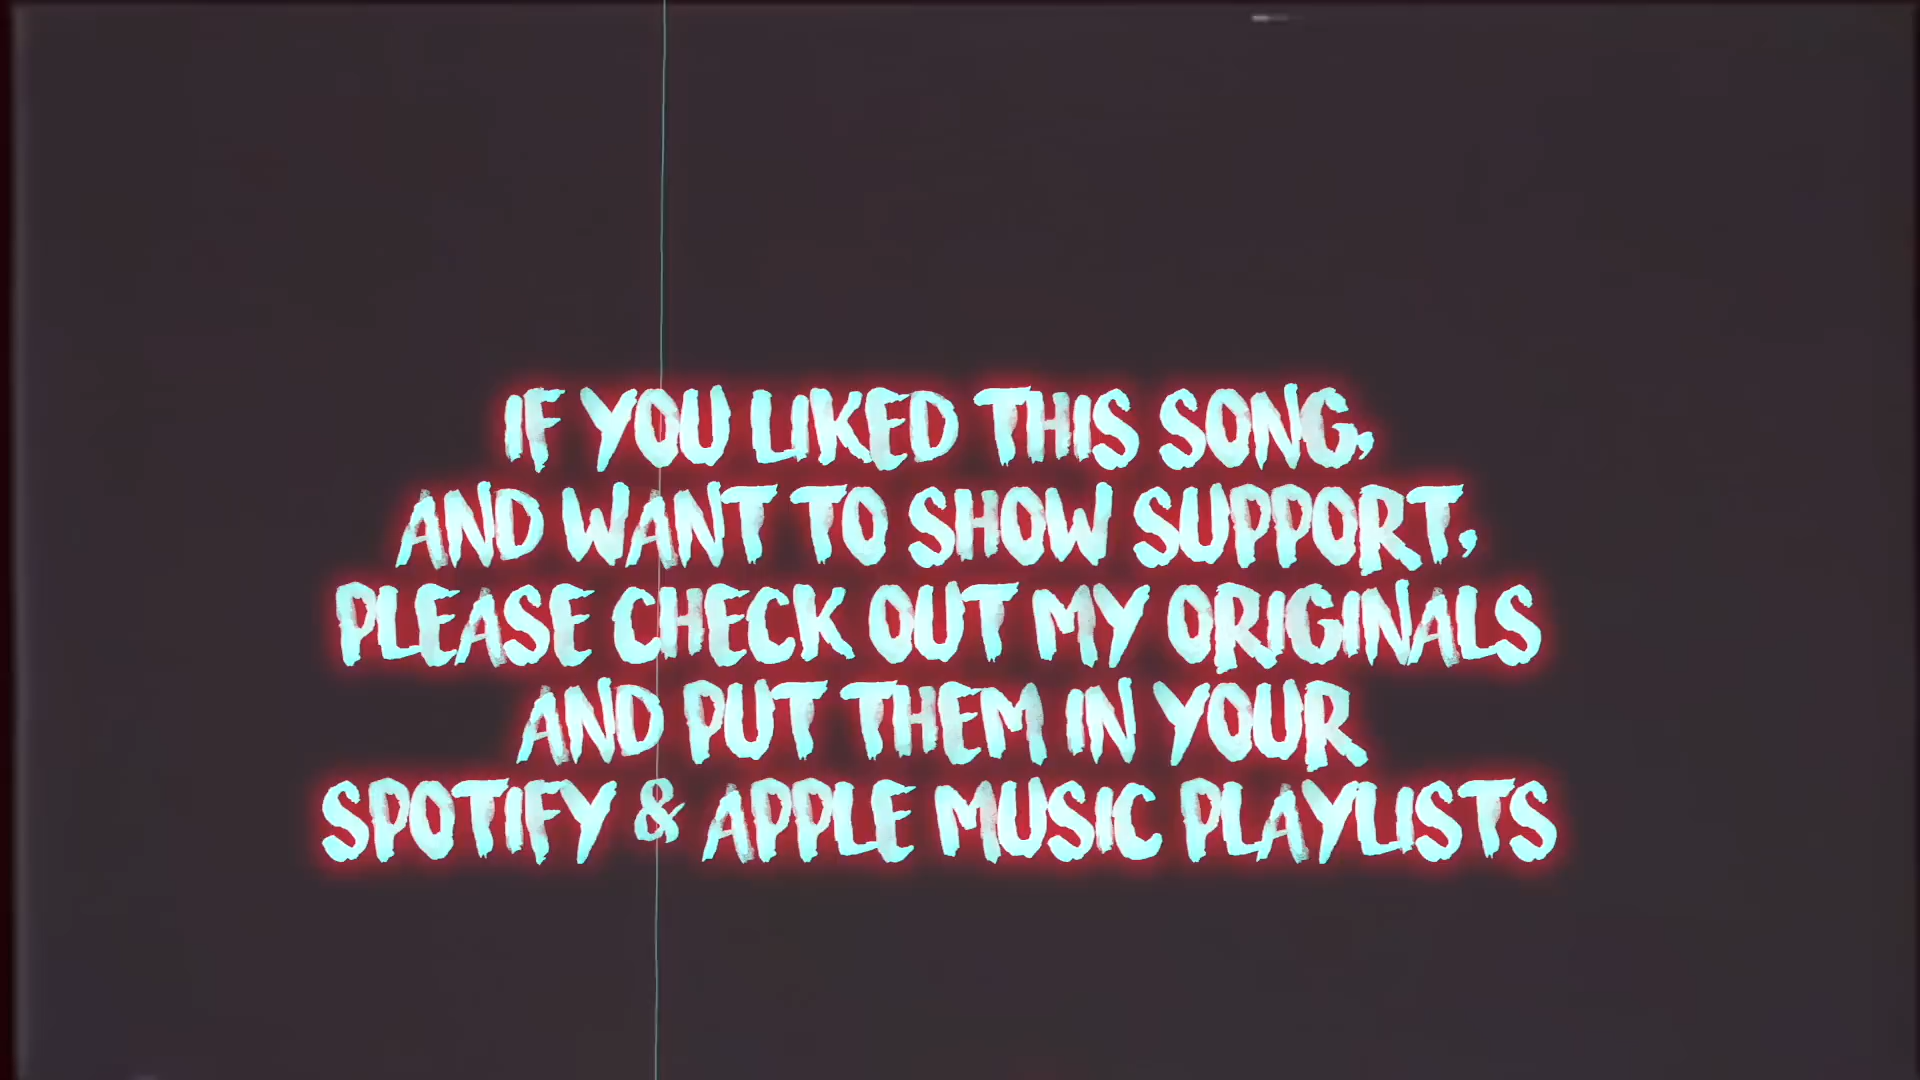 IF YOU LIKED THIS SONG,
AND WANT TO SHOW SUPPORT,
PLEASE CHECK OUT MY ORIGINALS
AND PUT THEM IN YOUR
SPOTIFY & APPLE MUSIC PLAYLISTS